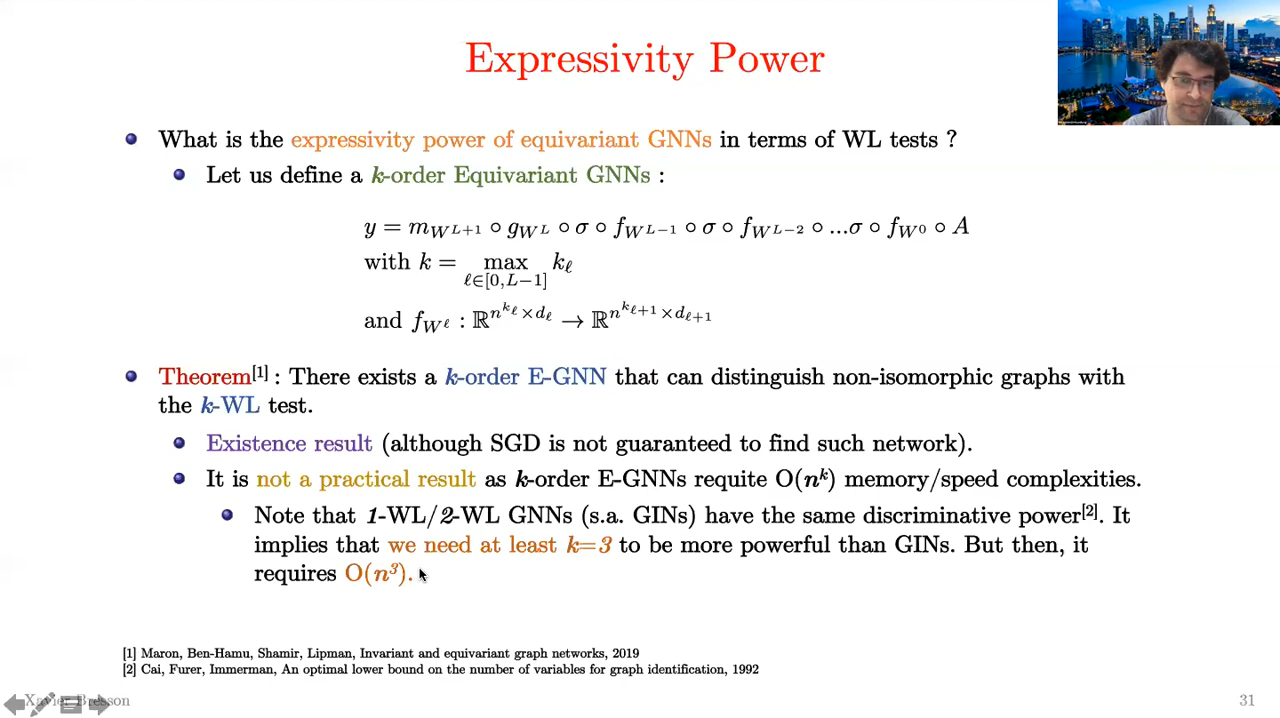 Expressivity Power
What is the expressivity power of equivariant GNNs in terms of WL tests ?
Let us define a k-order Equivariant GNNs :
y = m_{W^{L+1}} ∘ g_{W^L} ∘ σ ∘ f_{W^{L-1}} ∘ σ ∘ f_{W^{L-2}} ∘ ...σ ∘ f_{W^0} ∘ A
with k = max_{ℓ∈[0,L-1]} k_ℓ
and f_{W^ℓ} : ℝ^{n^{k_ℓ}×d_ℓ} → ℝ^{n^{k_{ℓ+1}}×d_{ℓ+1}}
Theorem[1] : There exists a k-order E-GNN that can distinguish non-isomorphic graphs with
the k-WL test.
Existence result (although SGD is not guaranteed to find such network).
It is not a practical result as k-order E-GNNs requite O(n^k) memory/speed complexities.
Note that 1-WL/2-WL GNNs (s.a. GINs) have the same discriminative power[2]. It
implies that we need at least k=3 to be more powerful than GINs. But then, it
requires O(n^3).
[1] Maron, Ben-Hamu, Shamir, Lipman, Invariant and equivariant graph networks, 2019
[2] Cai, Furer, Immerman, An optimal lower bound on the number of variables for graph identification, 1992
Xavier Bresson
31